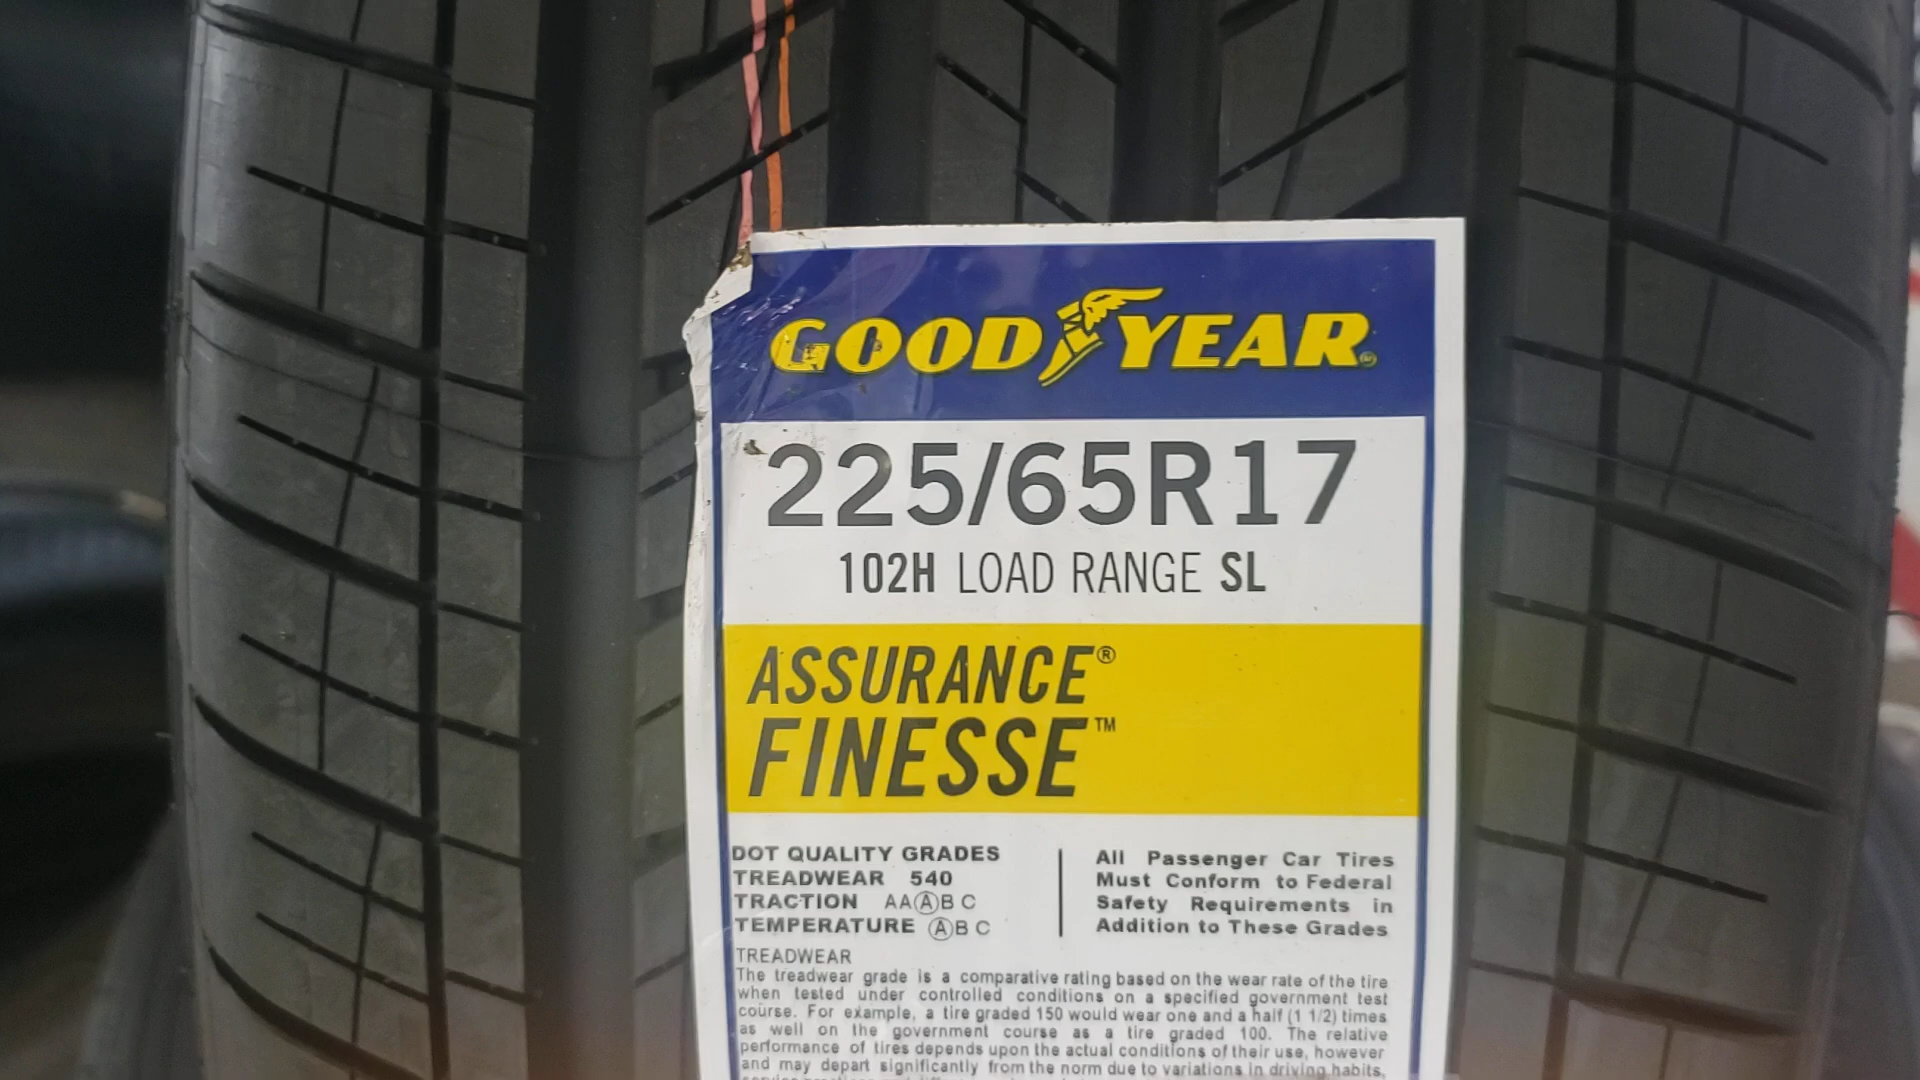 GOOD YEAR
225/65R17
102H LOAD RANGE SL
ASSURANCE®
FINESSE™
DOT QUALITY GRADES
TREADWEAR 540
TRACTION AA A B C
TEMPERATURE A B C
All Passenger Car Tires
Must Conform to Federal
Safety Requirements in
Addition to These Grades
TREADWEAR
The treadwear grade is a comparative rating based on the wear rate of the tire
when tested under controlled conditions on a specified government test
course. For example, a tire graded 150 would wear one and a half (1 1/2) times
as well on the government course as a tire graded 100. The relative
performance of tires depends upon the actual conditions of their use, however
and may depart significantly from the norm due to variations in driving habits,